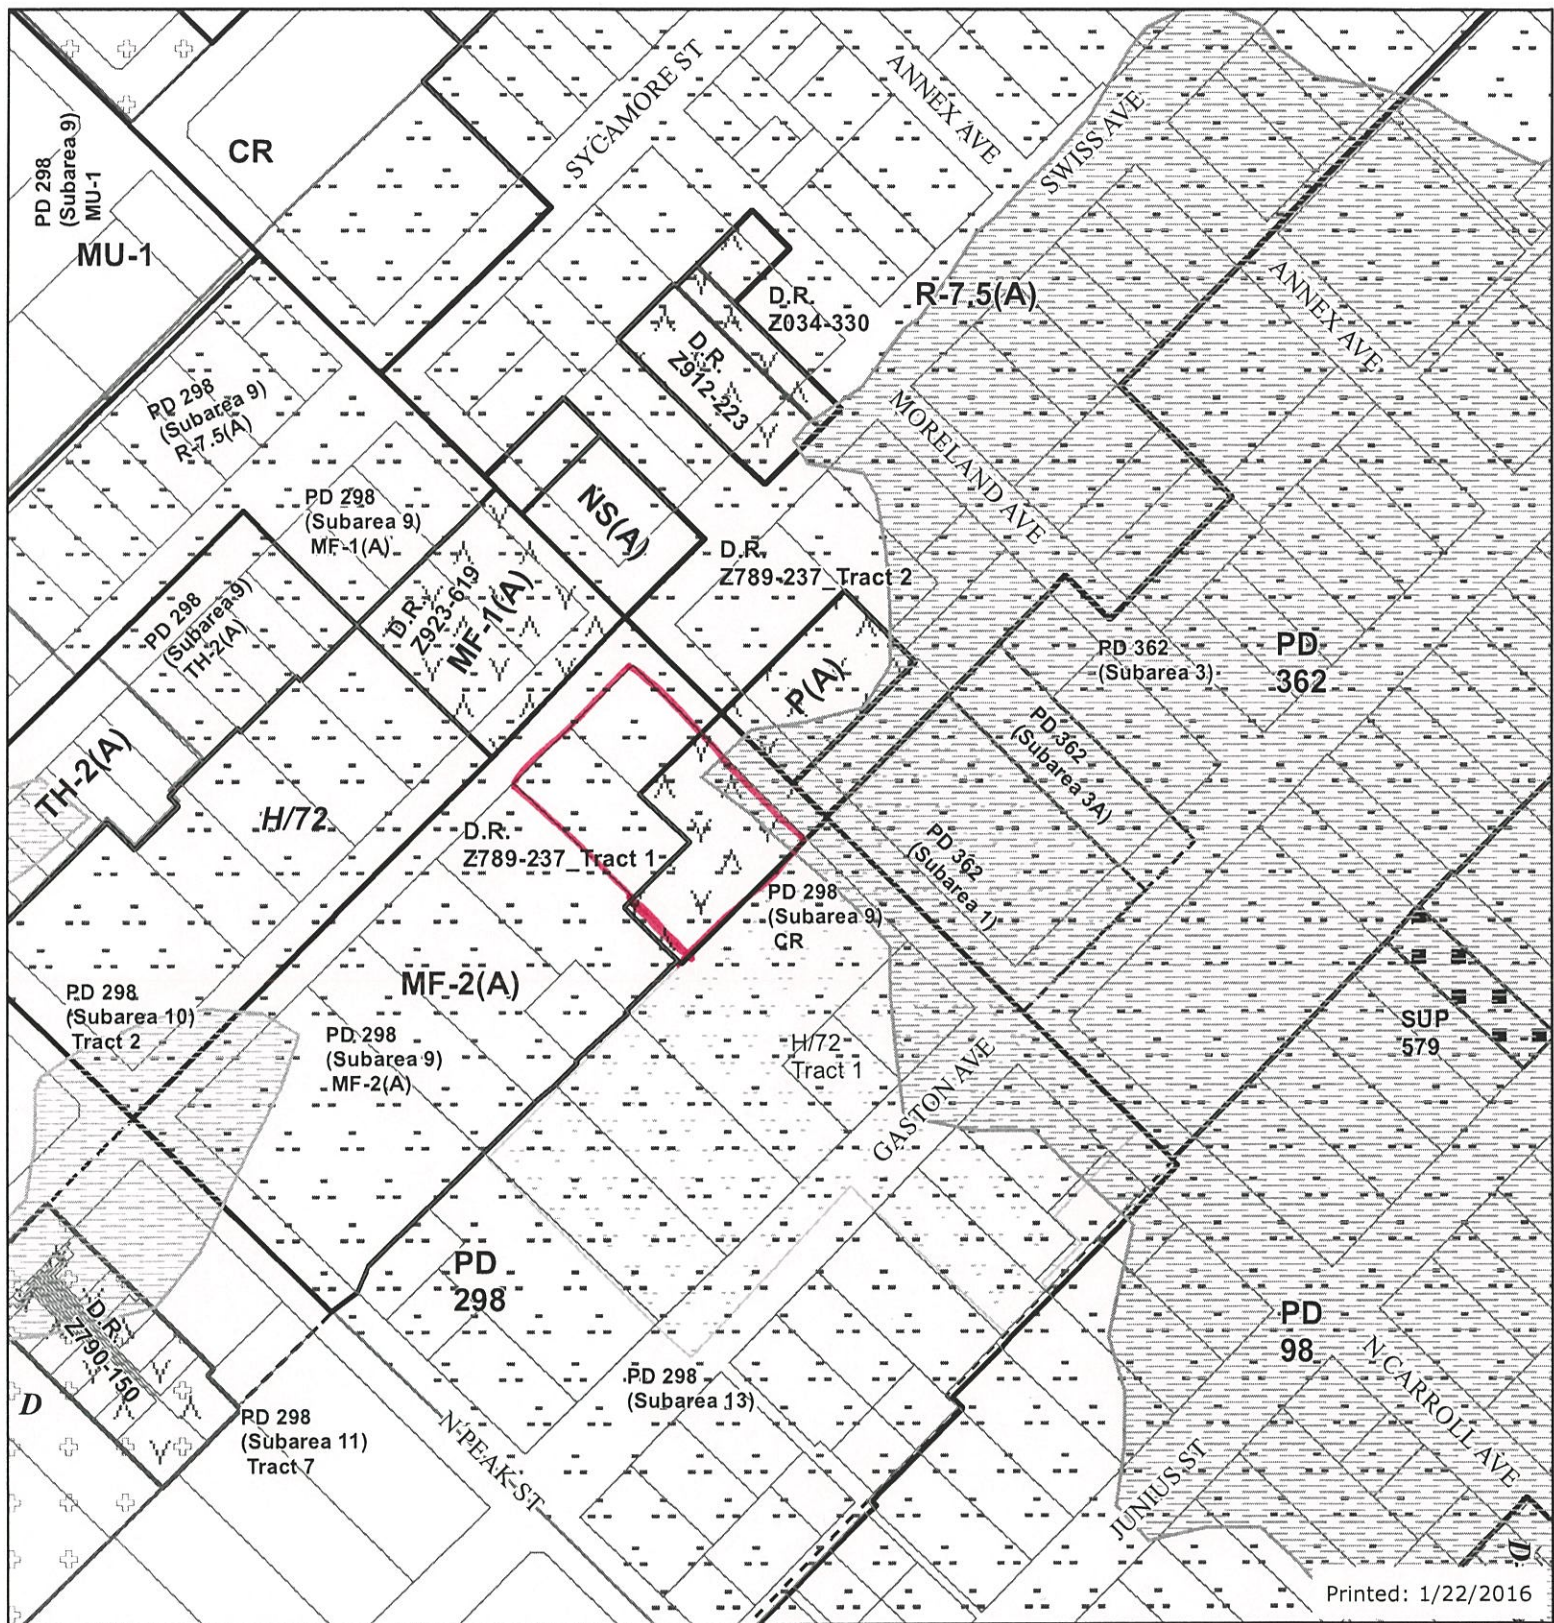 SYCAMORE ST
ANNEX AVE
SWISS AVE
PD 298
(Subarea 9)
MU-1
CR
MU-1
D.R.
Z034-330
R-7.5(A)
ANNEX AVE
D.R.
Z912-223
PD 298
(Subarea 9)
R-7.5(A)
MORELAND AVE
PD 298
(Subarea 9)
MF-1(A)
NS(A)
D.R.
Z789-237_Tract 2
D.R.
Z923-619
MF-1(A)
PD 298
(Subarea 9)
TH-2(A)
P(A)
PD 362
(Subarea 3)
PD
362
PD 362
(Subarea 3A)
TH-2(A)
H/72
D.R.
Z789-237_Tract 1
PD 362
(Subarea 1)
PD 298
(Subarea 9)
CR
MF-2(A)
PD 298
(Subarea 10)
Tract 2
PD 298
(Subarea 9)
MF-2(A)
H/72
Tract 1
SUP
579
GASTON AVE
PD
298
D.R.
Z790-150
PD
98
N CARROLL AVE
PD 298
(Subarea 13)
D
PD 298
(Subarea 11)
Tract 7
N PEAK ST
JUNIUS ST
D
Printed: 1/22/2016